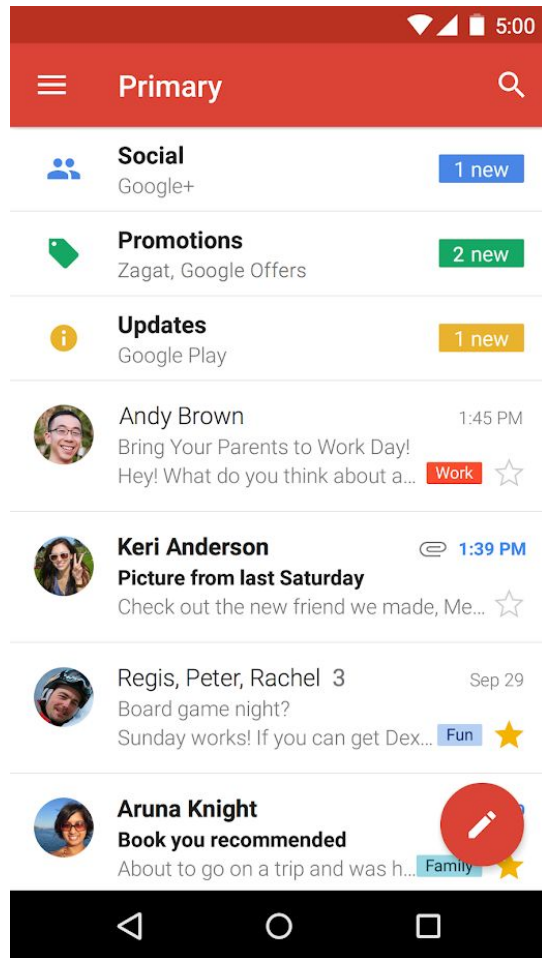 5:00
Primary
Social
1 new
Google+
Promotions
2 new
Zagat, Google Offers
Updates
1 new
Google Play
Andy Brown 1:45 PM
Bring Your Parents to Work Day!
Hey! What do you think about a... Work
Keri Anderson 1:39 PM
Picture from last Saturday
Check out the new friend we made, Me...
Regis, Peter, Rachel 3 Sep 29
Board game night?
Sunday works! If you can get Dex... Fun
Aruna Knight
Book you recommended
About to go on a trip and was h... Family